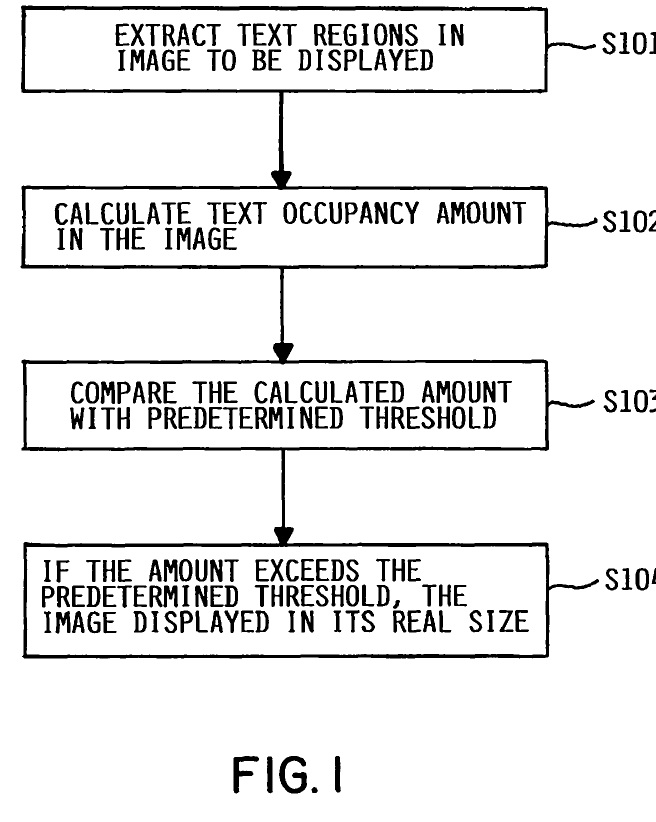 EXTRACT TEXT REGIONS IN
IMAGE TO BE DISPLAYED
S101
CALCULATE TEXT OCCUPANCY AMOUNT
IN THE IMAGE
S102
COMPARE THE CALCULATED AMOUNT
WITH PREDETERMINED THRESHOLD
S103
IF THE AMOUNT EXCEEDS THE
PREDETERMINED THRESHOLD, THE
IMAGE DISPLAYED IN ITS REAL SIZE
S104
FIG. 1